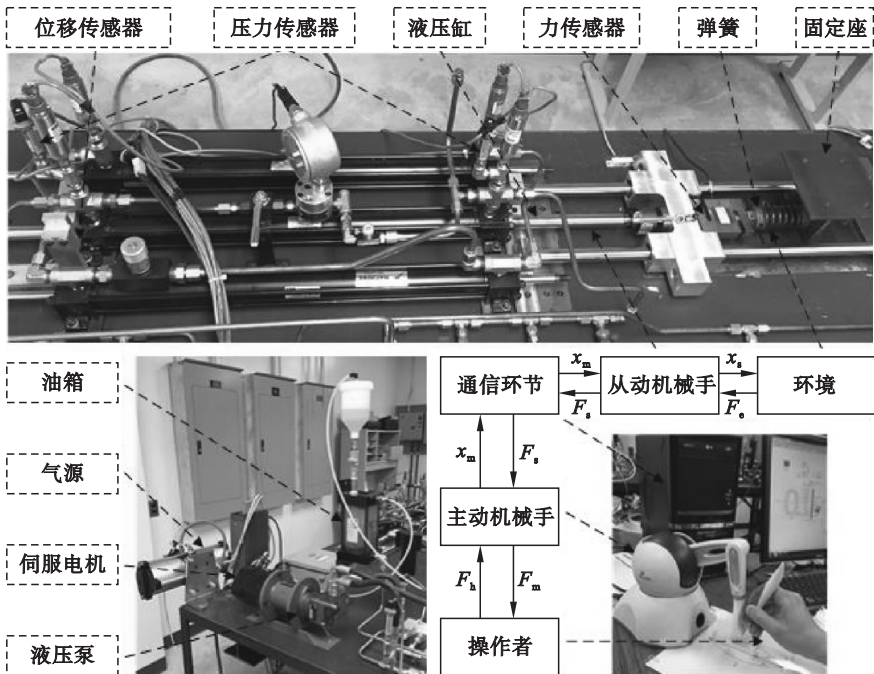 位移传感器 压力传感器 液压缸 力传感器 弹簧 固定座
油箱
气源
伺服电机
液压泵
通信环节 x_m 从动机械手 x_s 环境
F_s F_e
x_m F_s
主动机械手
F_h F_m
操作者